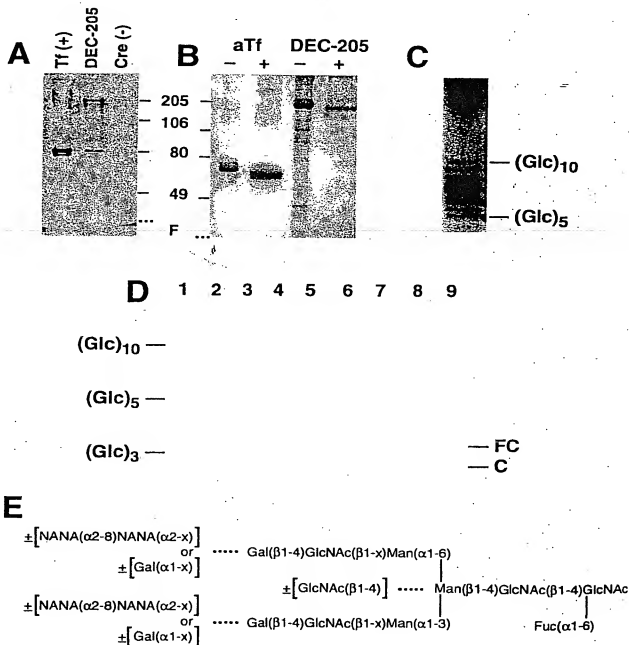 A
Tf (+)
DEC-205
Cre (-)
205
106
80
49
F
B
aTf DEC-205
– + – +
C
(Glc)10
(Glc)5
D 1 2 3 4 5 6 7 8 9
(Glc)10
(Glc)5
(Glc)3
FC
C
E
±[NANA(α2-8)NANA(α2-x)]
or
±[Gal(α1-x)]
Gal(β1-4)GlcNAc(β1-x)Man(α1-6)
±[GlcNAc(β1-4)] Man(β1-4)GlcNAc(β1-4)GlcNAc
±[NANA(α2-8)NANA(α2-x)]
or
±[Gal(α1-x)]
Gal(β1-4)GlcNAc(β1-x)Man(α1-3)
Fuc(α1-6)